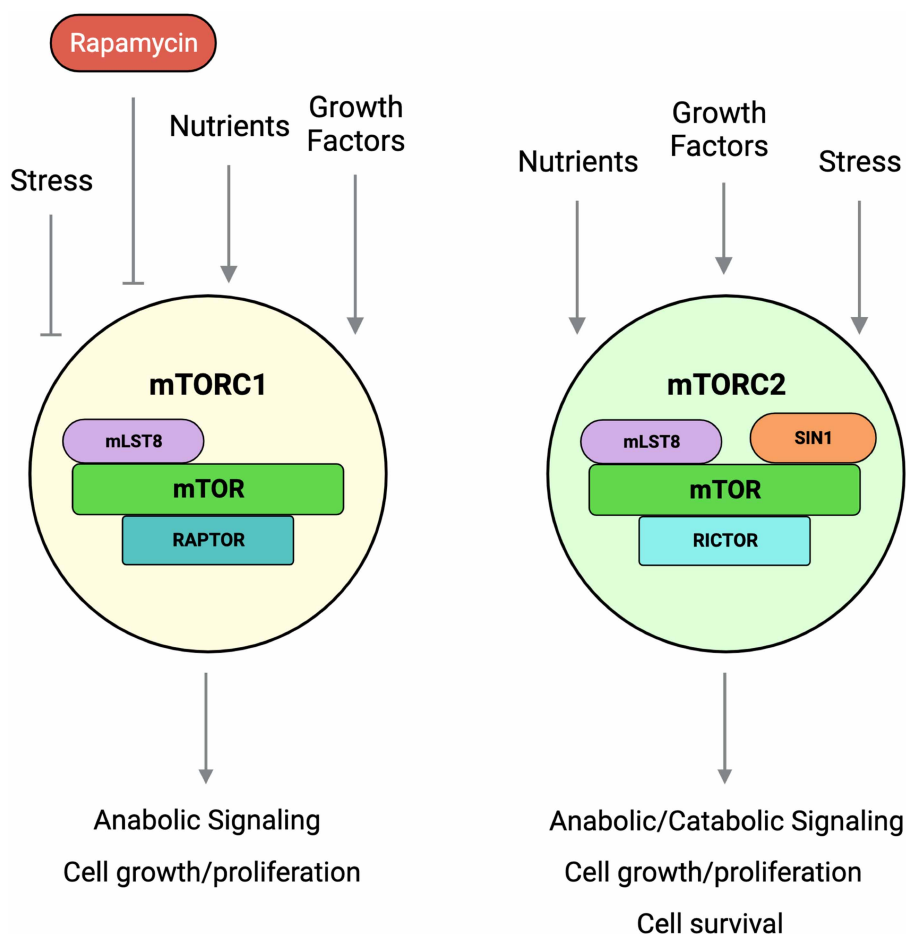 Rapamycin
Stress
Nutrients
Growth
Factors
mTORC1
mLST8
mTOR
RAPTOR
Anabolic Signaling
Cell growth/proliferation
Nutrients
Growth
Factors
Stress
mTORC2
mLST8
SIN1
mTOR
RICTOR
Anabolic/Catabolic Signaling
Cell growth/proliferation
Cell survival